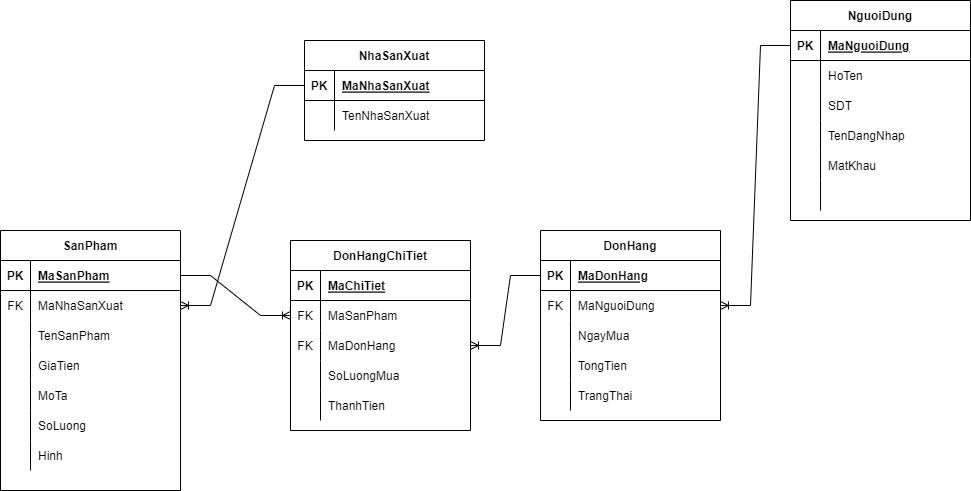 NguoiDung
PK MaNguoiDung
HoTen
SDT
TenDangNhap
MatKhau
NhaSanXuat
PK MaNhaSanXuat
TenNhaSanXuat
SanPham
PK MaSanPham
FK MaNhaSanXuat
TenSanPham
GiaTien
MoTa
SoLuong
Hinh
DonHangChiTiet
PK MaChiTiet
FK MaSanPham
FK MaDonHang
SoLuongMua
ThanhTien
DonHang
PK MaDonHang
FK MaNguoiDung
NgayMua
TongTien
TrangThai